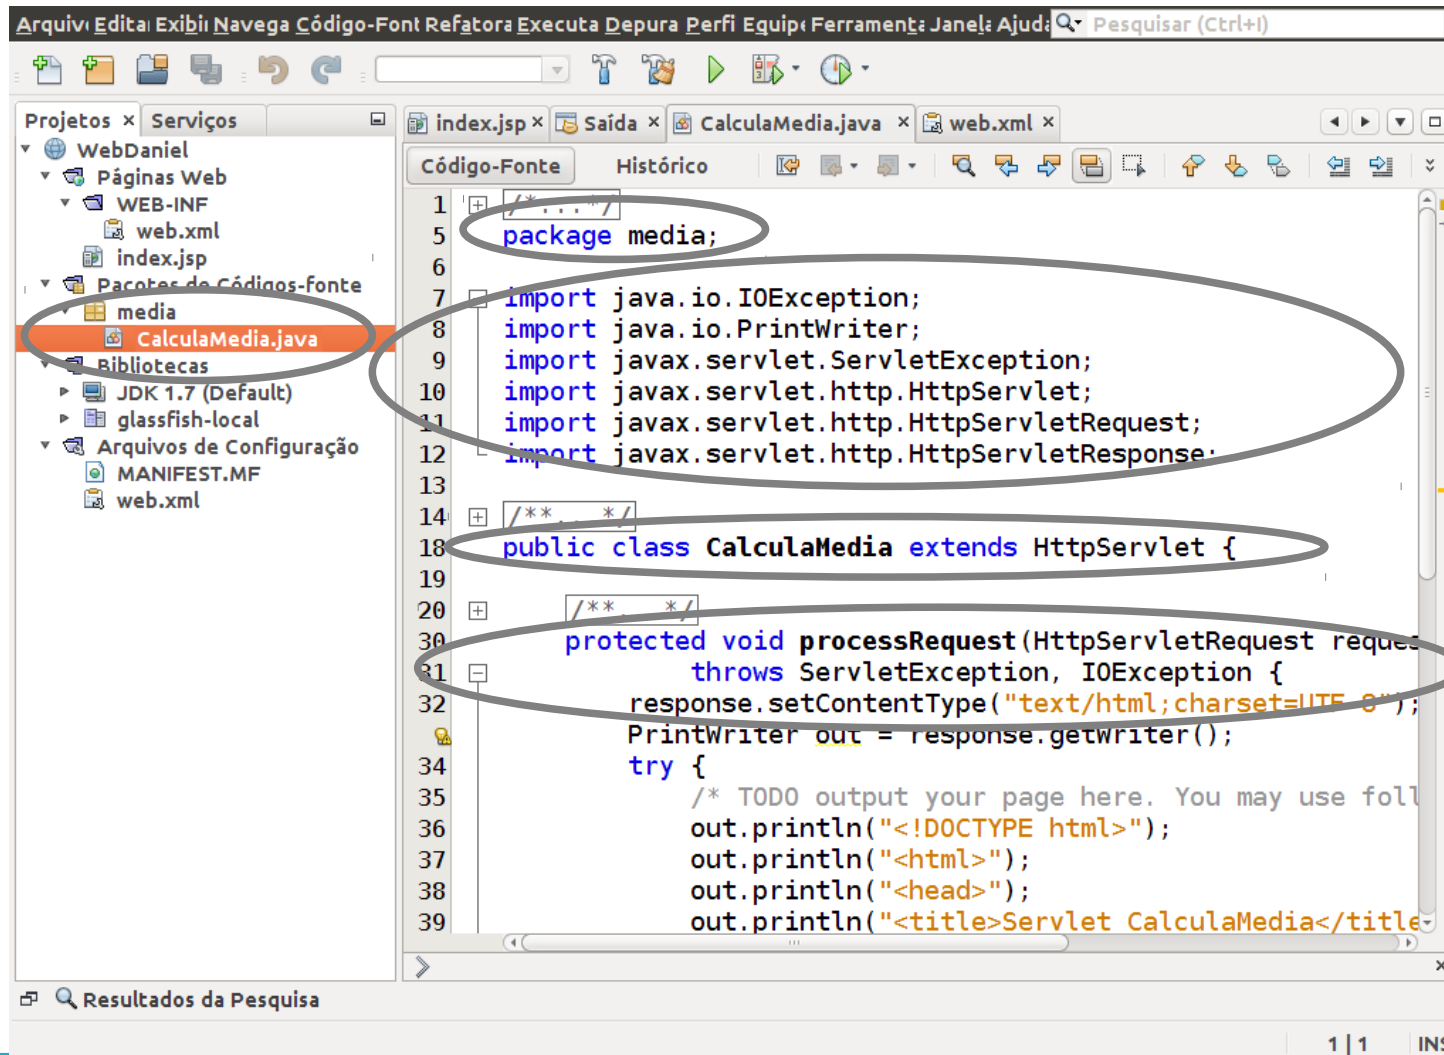 Arquivo Edita Exibir Navega Código-Font Refatora Executa Depura Perfi Equipe Ferramenta Janela Ajuda Pesquisar (Ctrl+I)
Projetos × Serviços
index.jsp × Saída × CalculaMedia.java × web.xml ×
Código-Fonte Histórico
WebDaniel
Páginas Web
WEB-INF
web.xml
index.jsp
Pacotes de Códigos-fonte
media
CalculaMedia.java
Bibliotecas
JDK 1.7 (Default)
glassfish-local
Arquivos de Configuração
MANIFEST.MF
web.xml
1 /*...*/
5 package media;
6
7 import java.io.IOException;
8 import java.io.PrintWriter;
9 import javax.servlet.ServletException;
10 import javax.servlet.http.HttpServlet;
11 import javax.servlet.http.HttpServletRequest;
12 import javax.servlet.http.HttpServletResponse;
13
14 /**...*/
18 public class CalculaMedia extends HttpServlet {
19
20 /**...*/
30 protected void processRequest(HttpServletRequest reques
31 throws ServletException, IOException {
32 response.setContentType("text/html;charset=UTF-8");
PrintWriter out = response.getWriter();
34 try {
35 /* TODO output your page here. You may use foll
36 out.println("<!DOCTYPE html>");
37 out.println("<html>");
38 out.println("<head>");
39 out.println("<title>Servlet CalculaMedia</title
Resultados da Pesquisa
1 | 1 INS